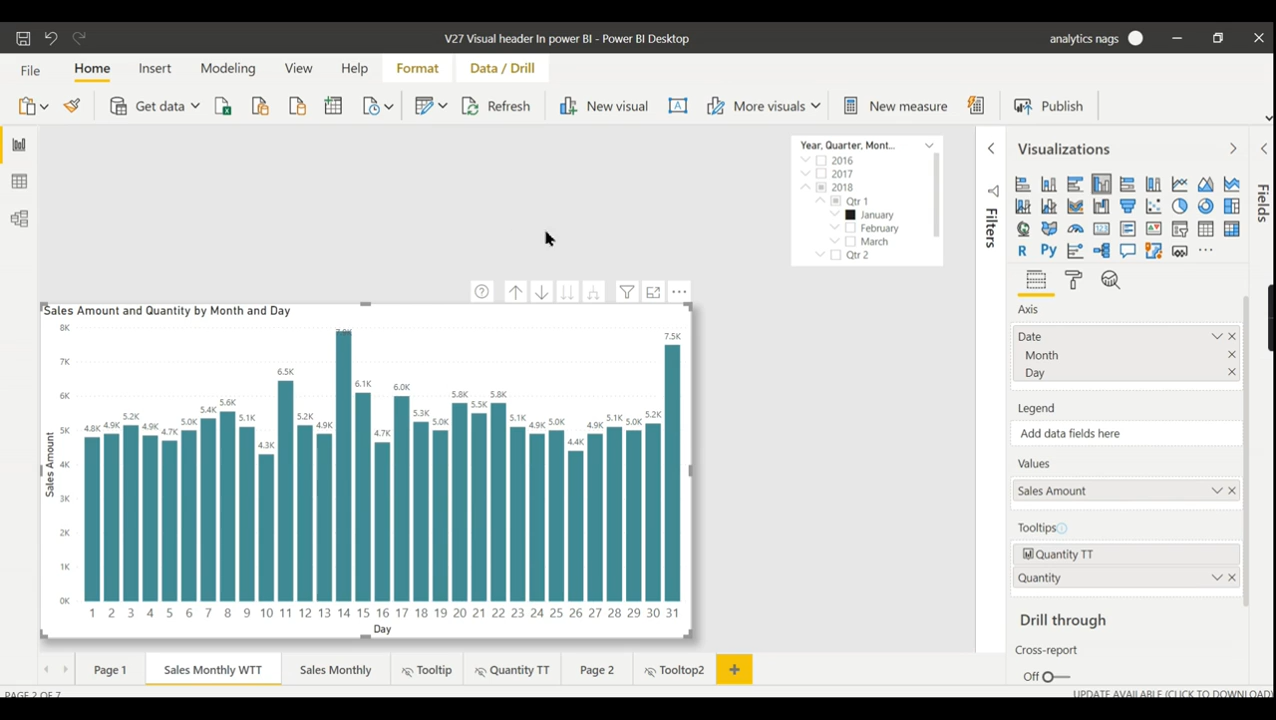 V27 Visual header In power BI - Power BI Desktop
analytics nags
File
Home
Insert
Modeling
View
Help
Format
Data / Drill
Get data
Refresh
New visual
More visuals
New measure
Publish
Year, Quarter, Mont...
2016
2017
2018
Qtr 1
January
February
March
Qtr 2
Filters
Visualizations
Fields
R
Py
Axis
Date
Month
Day
Legend
Add data fields here
Values
Sales Amount
Tooltips
Quantity TT
Quantity
Drill through
Cross-report
Off
Sales Amount and Quantity by Month and Day
8K
7K
6K
5K
4K
3K
2K
1K
0K
Sales Amount
4.8K 4.9K 5.2K 4.9K 4.7K 5.0K 5.4K 5.6K 5.1K 4.3K 6.5K 5.2K 4.9K 7.9K 6.1K 4.7K 6.0K 5.3K 5.0K 5.8K 5.5K 5.8K 5.1K 4.9K 5.0K 4.4K 4.9K 5.1K 5.0K 5.2K 7.5K
1 2 3 4 5 6 7 8 9 10 11 12 13 14 15 16 17 18 19 20 21 22 23 24 25 26 27 28 29 30 31
Day
Page 1
Sales Monthly WTT
Sales Monthly
Tooltip
Quantity TT
Page 2
Tooltop2
PAGE 2 OF 7
UPDATE AVAILABLE (CLICK TO DOWNLOAD)